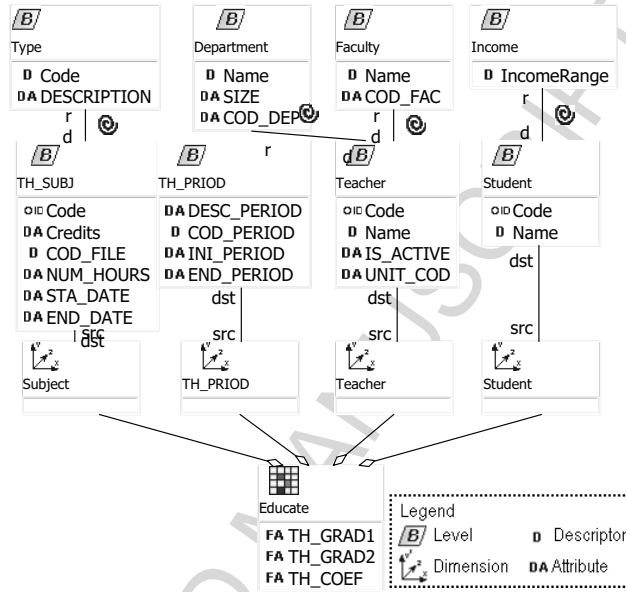 Type
D Code
DA DESCRIPTION
Department
D Name
DA SIZE
DA COD_DEP
Faculty
D Name
DA COD_FAC
Income
D IncomeRange
r
d
r
r
d
d
r
d
TH_SUBJ
OID Code
DA Credits
D COD_FILE
DA NUM_HOURS
DA STA_DATE
DA END_DATE
TH_PRIOD
DA DESC_PERIOD
D COD_PERIOD
DA INI_PERIOD
DA END_PERIOD
Teacher
OID Code
D Name
DA IS_ACTIVE
DA UNIT_COD
Student
OID Code
D Name
src
dst
dst
src
dst
src
dst
src
Subject
TH_PRIOD
Teacher
Student
Educate
FA TH_GRAD1
FA TH_GRAD2
FA TH_COEF
Legend
B Level
D Descriptor
Dimension
DA Attribute